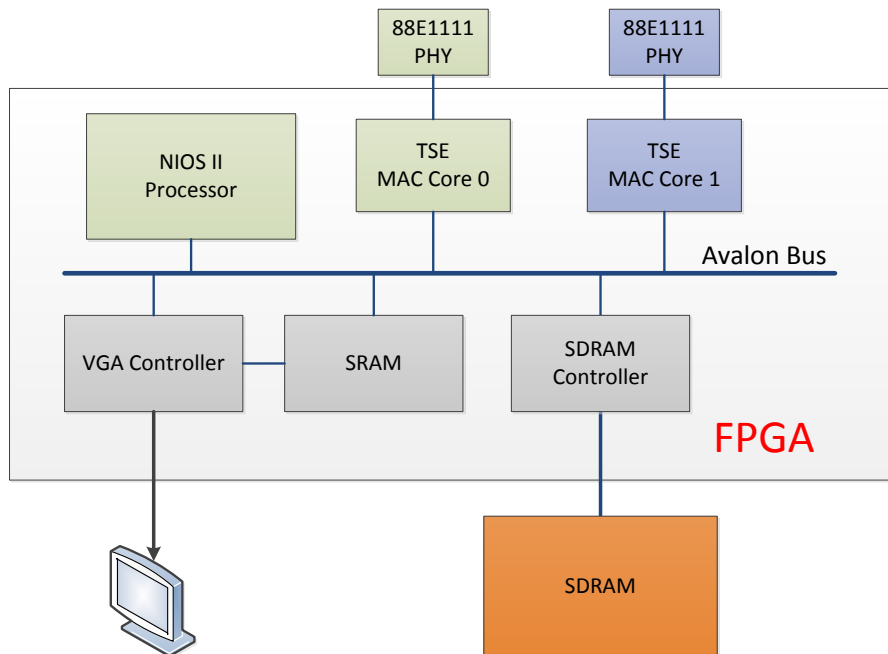 88E1111
PHY
88E1111
PHY
NIOS II
Processor
TSE
MAC Core 0
TSE
MAC Core 1
Avalon Bus
VGA Controller
SRAM
SDRAM
Controller
FPGA
SDRAM